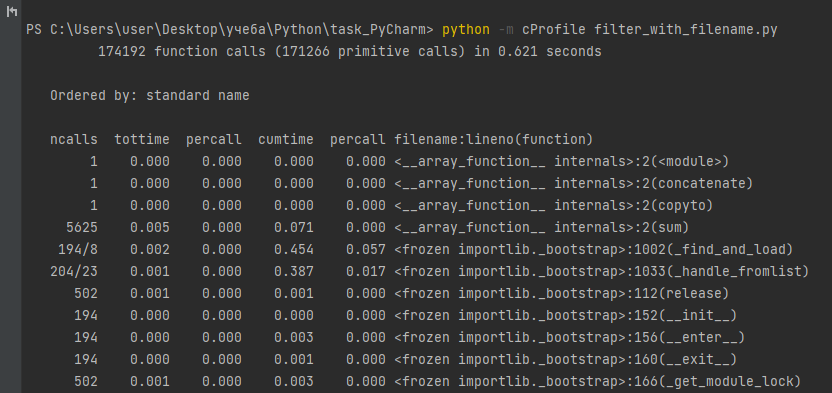 PS C:\Users\user\Desktop\учеба\Python\task_PyCharm> python -m cProfile filter_with_filename.py
174192 function calls (171266 primitive calls) in 0.621 seconds
Ordered by: standard name
ncalls tottime percall cumtime percall filename:lineno(function)
1 0.000 0.000 0.000 0.000 <__array_function__ internals>:2(<module>)
1 0.000 0.000 0.000 0.000 <__array_function__ internals>:2(concatenate)
1 0.000 0.000 0.000 0.000 <__array_function__ internals>:2(copyto)
5625 0.005 0.000 0.071 0.000 <__array_function__ internals>:2(sum)
194/8 0.002 0.000 0.454 0.057 <frozen importlib._bootstrap>:1002(_find_and_load)
204/23 0.001 0.000 0.387 0.017 <frozen importlib._bootstrap>:1033(_handle_fromlist)
502 0.001 0.000 0.001 0.000 <frozen importlib._bootstrap>:112(release)
194 0.000 0.000 0.000 0.000 <frozen importlib._bootstrap>:152(__init__)
194 0.000 0.000 0.003 0.000 <frozen importlib._bootstrap>:156(__enter__)
194 0.000 0.000 0.001 0.000 <frozen importlib._bootstrap>:160(__exit__)
502 0.001 0.000 0.003 0.000 <frozen importlib._bootstrap>:166(_get_module_lock)